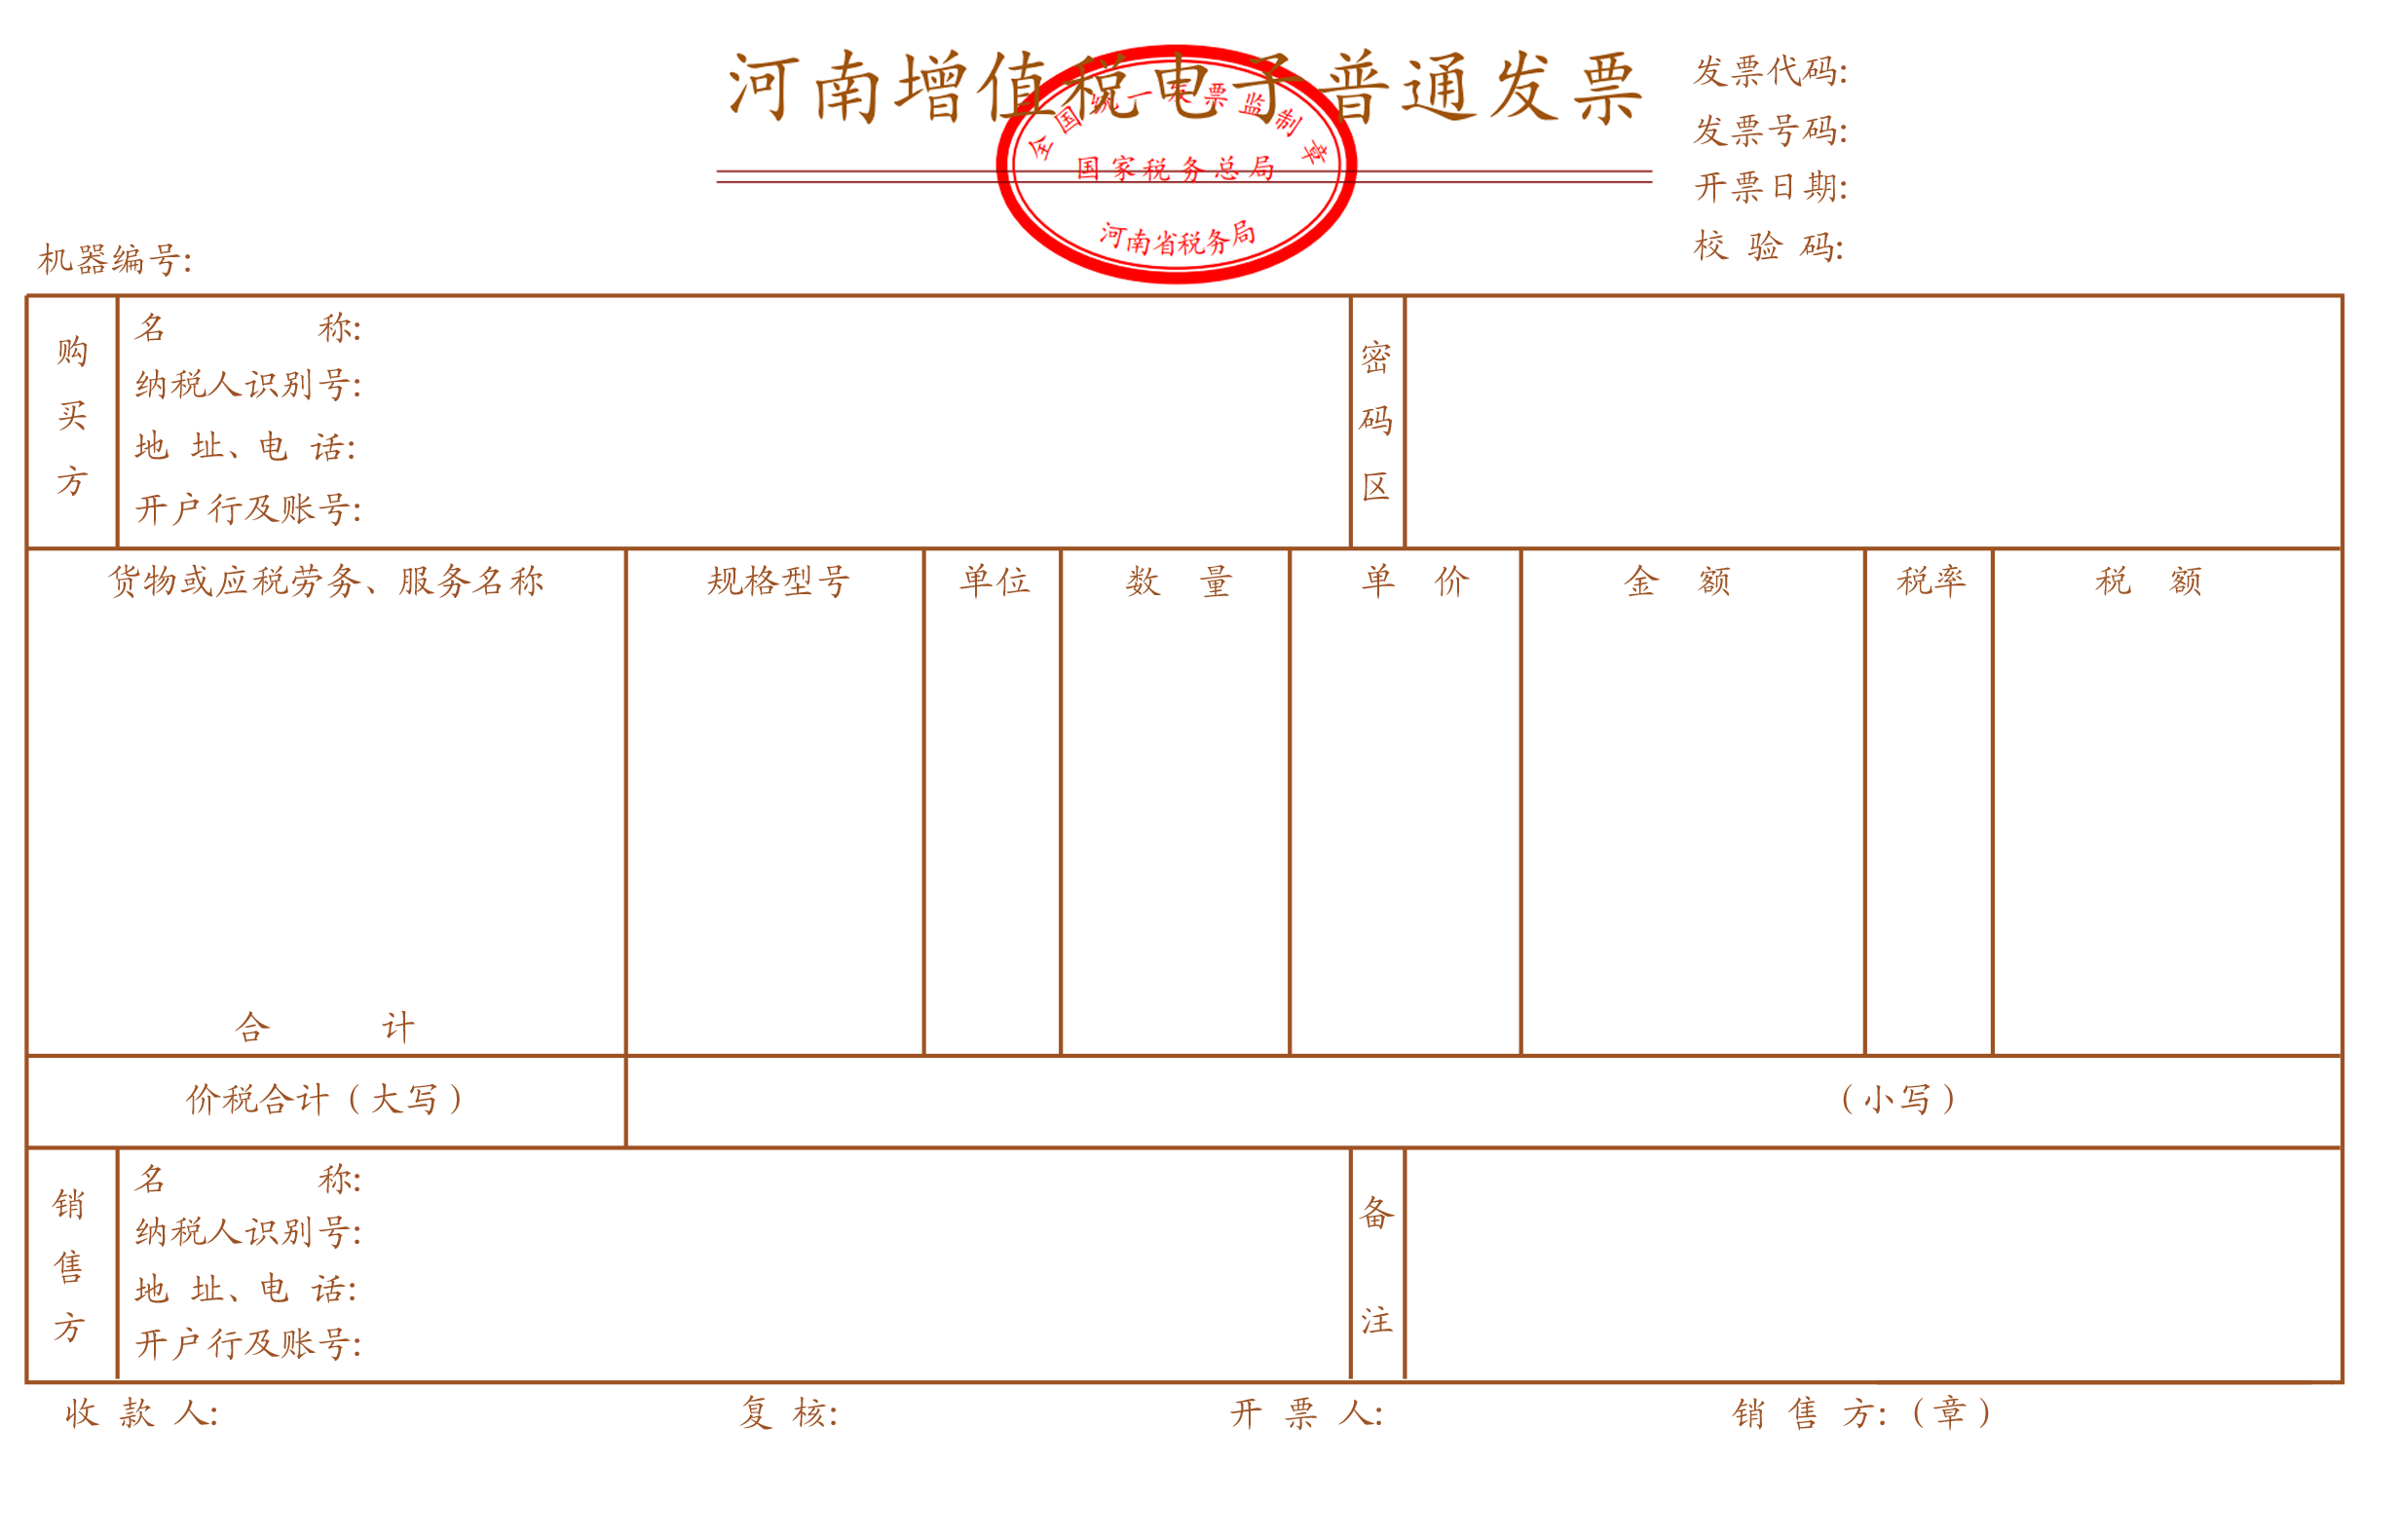 河南增值税电子普通发票
全国统一发票监制章
国家税务总局
河南省税务局
发票代码:
发票号码:
开票日期:
校 验 码:
机器编号:
购买方
名 称:
纳税人识别号:
地 址、电 话:
开户行及账号:
密码区
货物或应税劳务、服务名称 规格型号 单位 数 量 单 价 金 额 税率 税 额
合 计
价税合计（大写） （小写）
销售方
名 称:
纳税人识别号:
地 址、电 话:
开户行及账号:
备注
收 款 人: 复 核: 开 票 人: 销 售 方:（章）